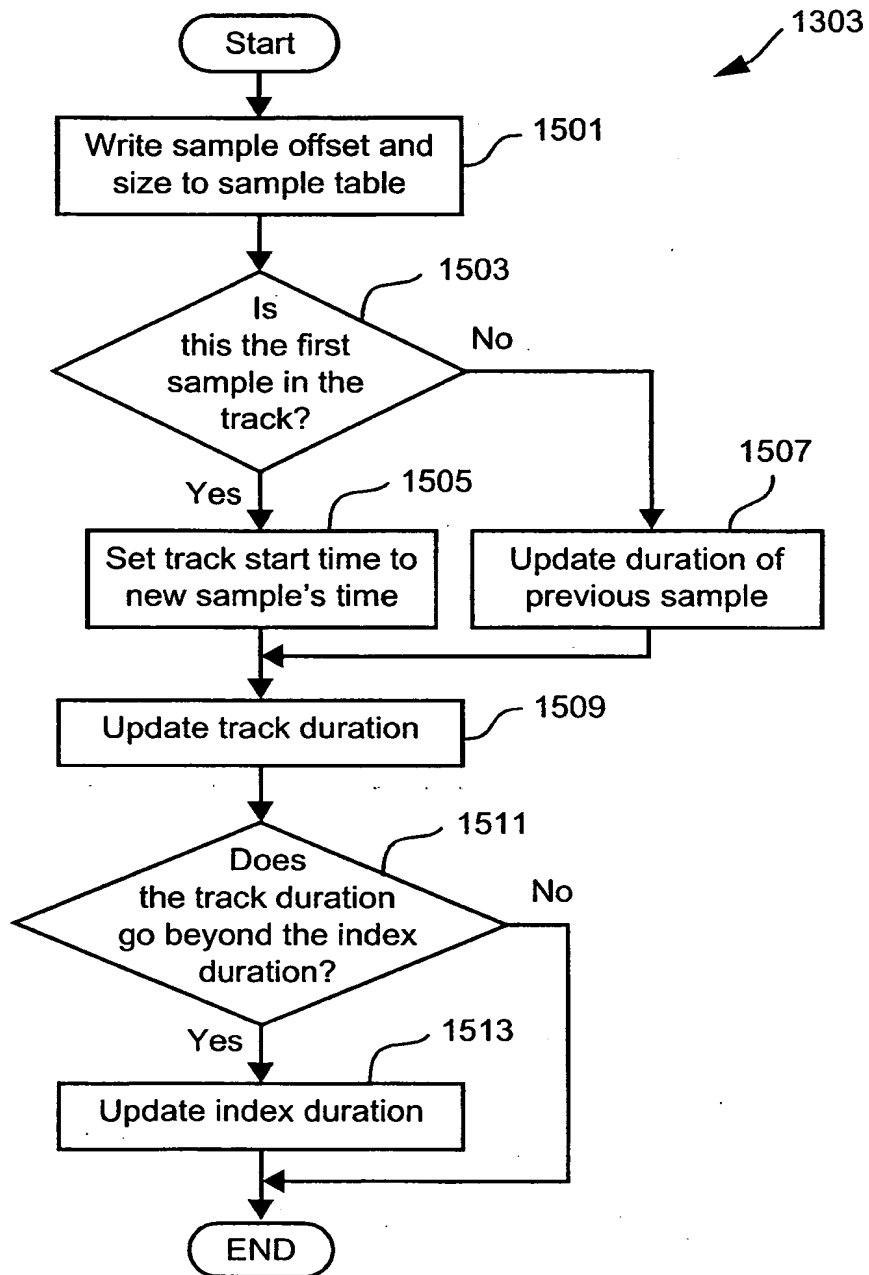 Start
1303
Write sample offset and
size to sample table
1501
Is
this the first
sample in the
track?
1503
No
Yes
1505
1507
Set track start time to
new sample's time
Update duration of
previous sample
Update track duration
1509
Does
the track duration
go beyond the index
duration?
1511
No
Yes
1513
Update index duration
END